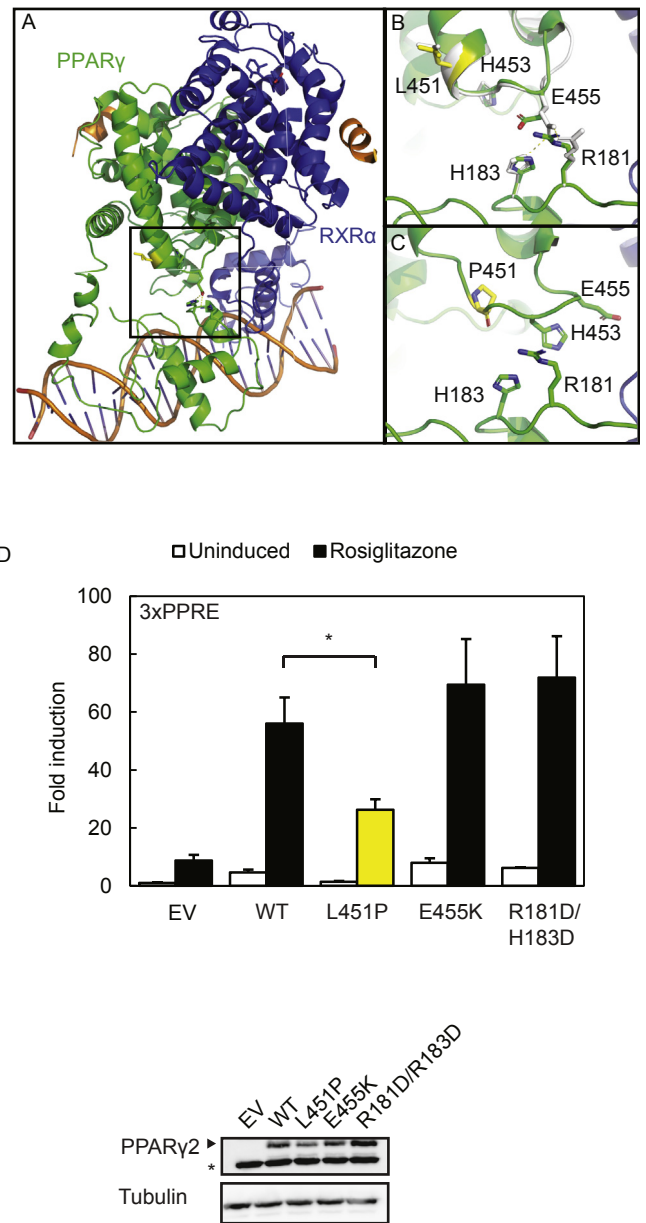 A
PPARγ
RXRα
B
H453
L451
E455
H183
R181
C
P451
E455
H453
R181
H183
D
Uninduced Rosiglitazone
3xPPRE
*
Fold induction
100
80
60
40
20
0
EV WT L451P E455K R181D/
H183D
EV WT L451P E455K R181D/R183D
PPARγ2
*
Tubulin